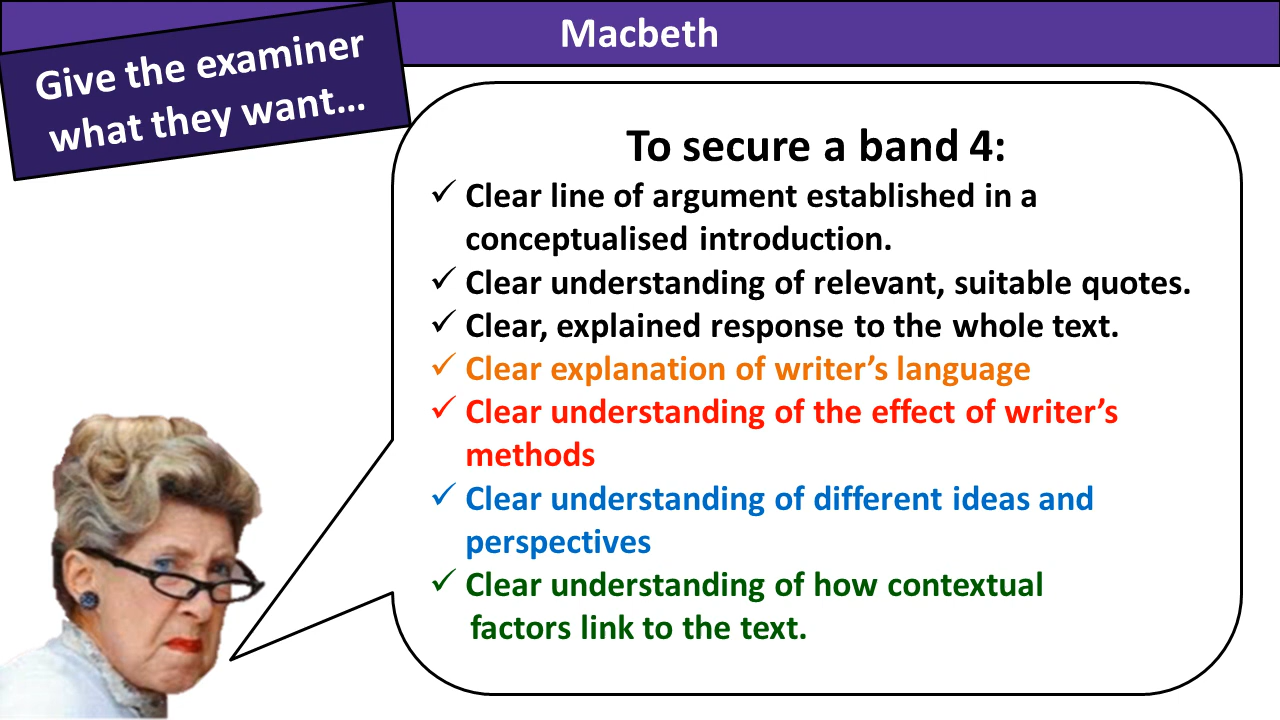 Macbeth
Give the examiner
what they want...
To secure a band 4:
✓ Clear line of argument established in a
conceptualised introduction.
✓ Clear understanding of relevant, suitable quotes.
✓ Clear, explained response to the whole text.
✓ Clear explanation of writer’s language
✓ Clear understanding of the effect of writer’s
methods
✓ Clear understanding of different ideas and
perspectives
✓ Clear understanding of how contextual
factors link to the text.